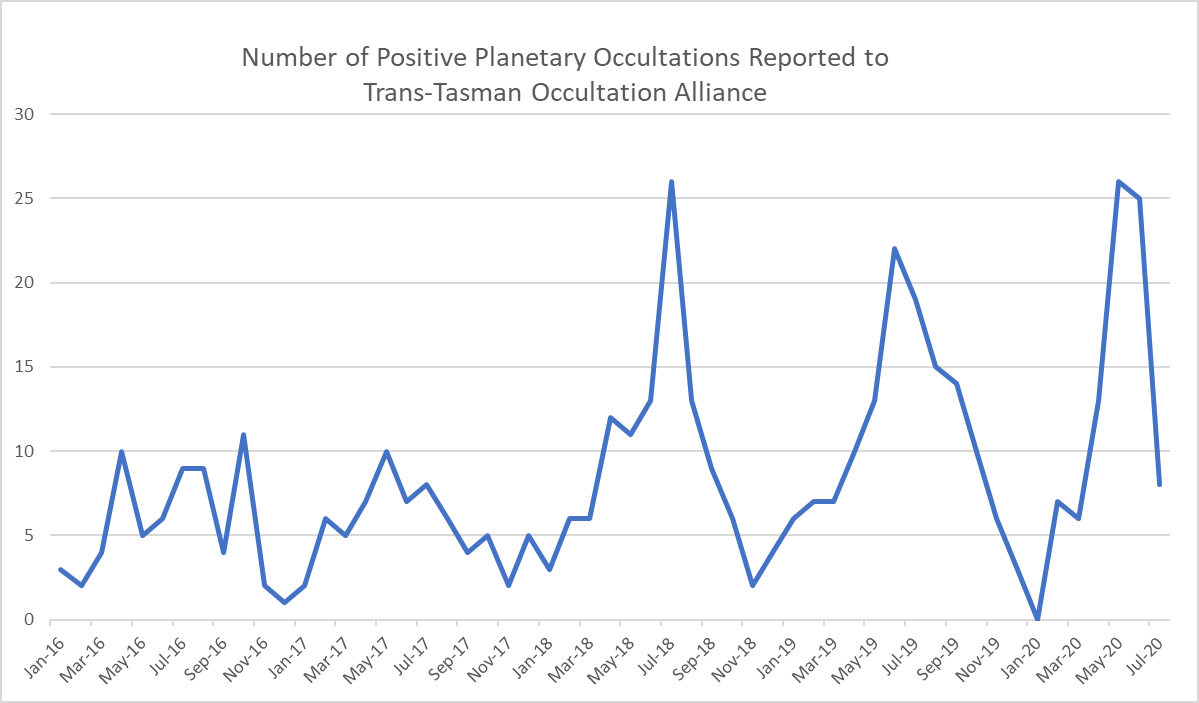 Number of Positive Planetary Occultations Reported to
Trans-Tasman Occultation Alliance
30
25
20
15
10
5
0
Jan-16
Mar-16
May-16
Jul-16
Sep-16
Nov-16
Jan-17
Mar-17
May-17
Jul-17
Sep-17
Nov-17
Jan-18
Mar-18
May-18
Jul-18
Sep-18
Nov-18
Jan-19
Mar-19
May-19
Jul-19
Sep-19
Nov-19
Jan-20
Mar-20
May-20
Jul-20